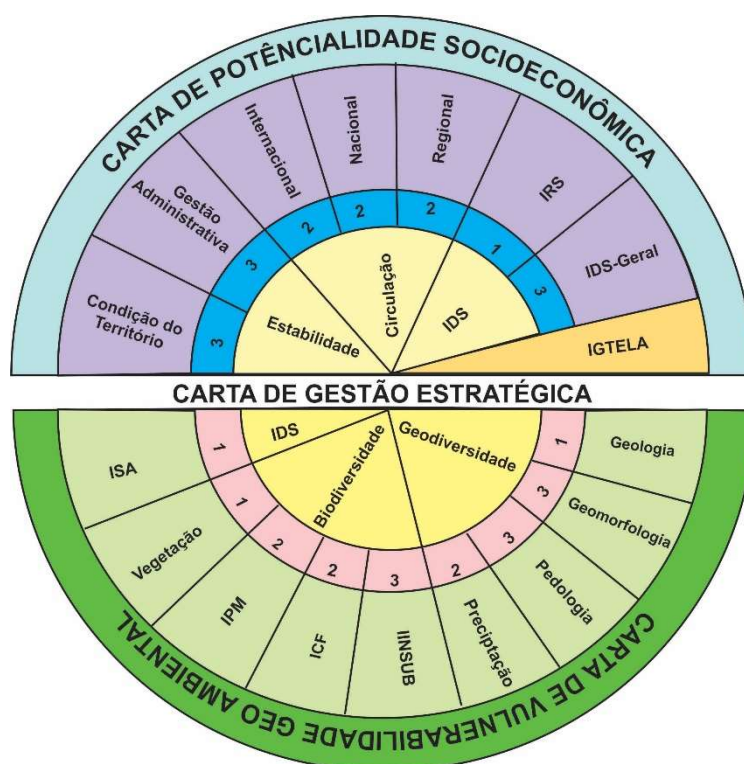 CARTA DE POTÊNCIALIDADE SOCIOECONÔMICA
Condição do
Território
Gestão
Administrativa
Internacional
Nacional
Regional
IRS
IDS-Geral
IGTELA
3
3
2
2
2
1
3
Estabilidade
Circulação
IDS
CARTA DE GESTÃO ESTRATÉGICA
IDS
Biodiversidade
Geodiversidade
1
1
2
2
3
2
3
3
1
ISA
Vegetação
IPM
ICF
IINSUB
Preciptação
Pedologia
Geomorfologia
Geologia
CARTA DE VULNERABILIDADE GEO AMBIENTAL